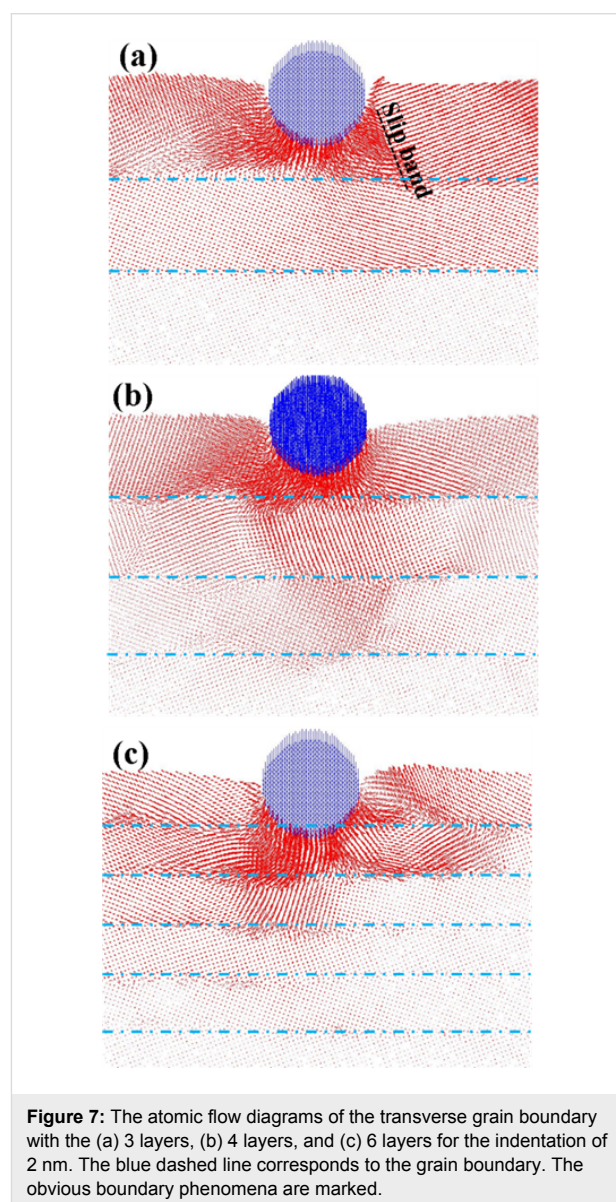 (a)
Slip band
(b)
(c)
Figure 7: The atomic flow diagrams of the transverse grain boundary
with the (a) 3 layers, (b) 4 layers, and (c) 6 layers for the indentation of
2 nm. The blue dashed line corresponds to the grain boundary. The
obvious boundary phenomena are marked.